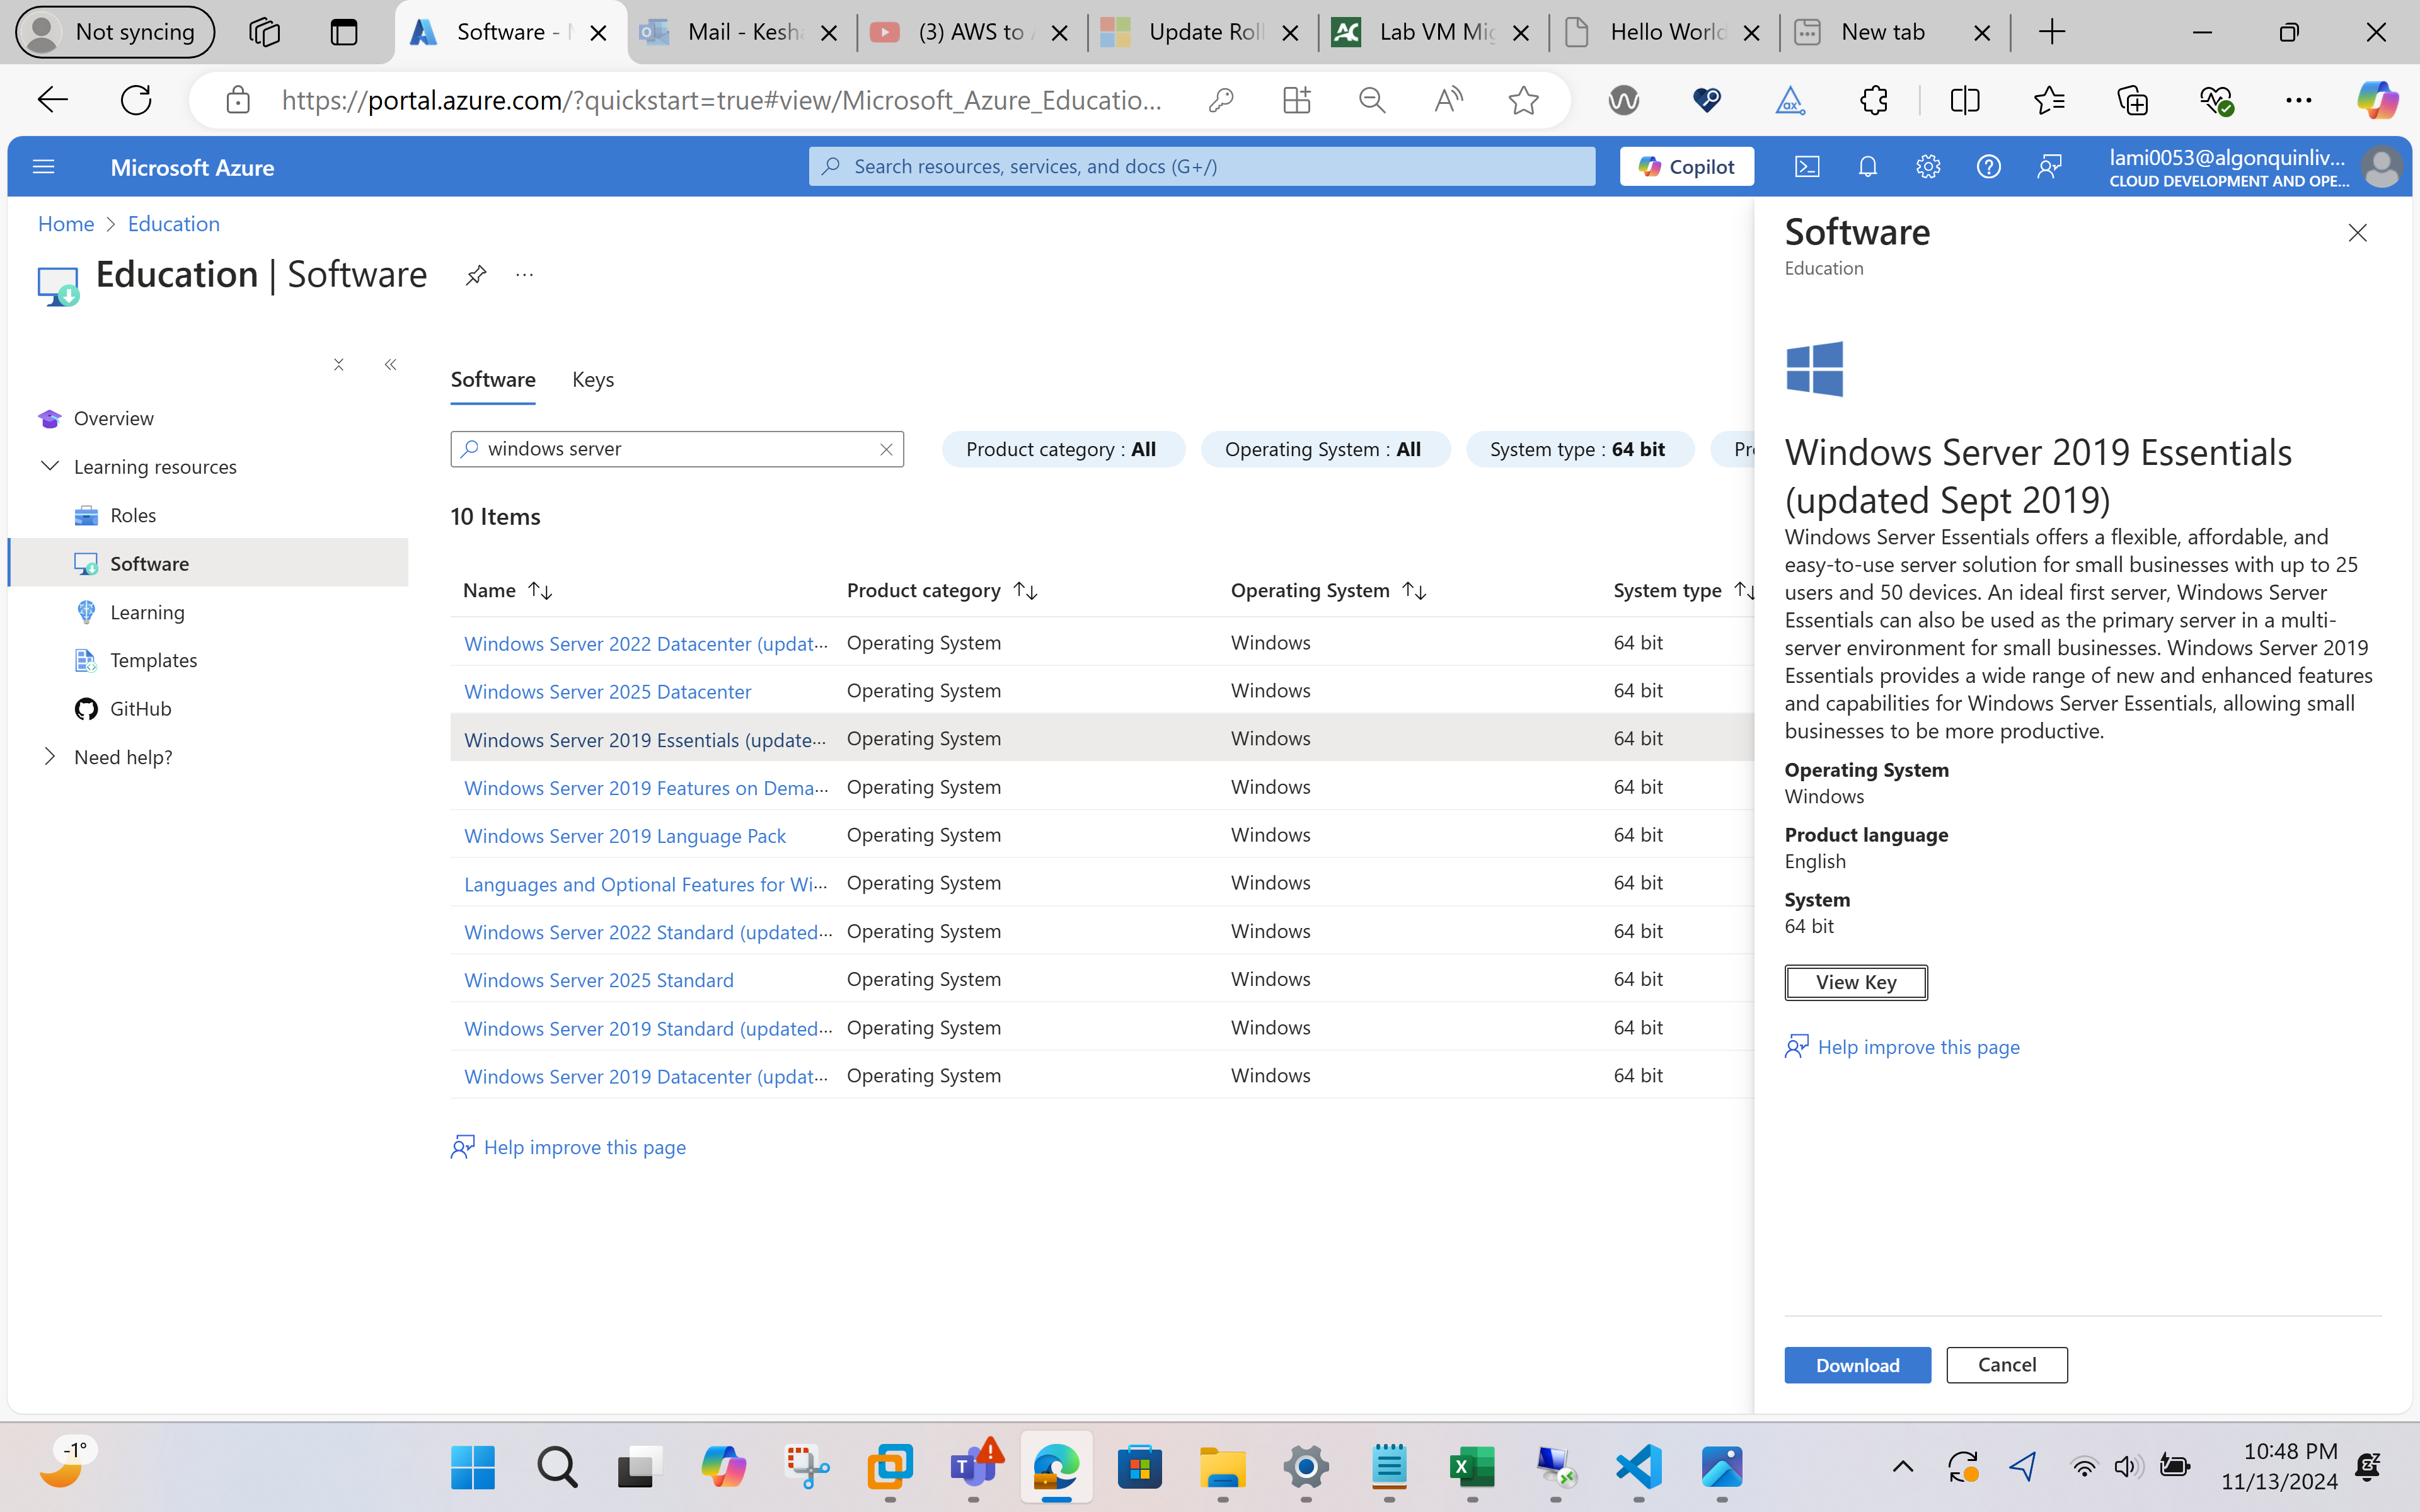 Not syncing
Software - M
Mail - Kesha
(3) AWS to A
Update Roll
Lab VM Mig
Hello World
New tab
https://portal.azure.com/?quickstart=true#view/Microsoft_Azure_Educatio...
Microsoft Azure
Search resources, services, and docs (G+/)
Copilot
lami0053@algonquinliv...
CLOUD DEVELOPMENT AND OPE...
Home > Education
Education | Software
...
Overview
Learning resources
Roles
Software
Learning
Templates
GitHub
Need help?
Software Keys
windows server
Product category : All
Operating System : All
System type : 64 bit
10 Items
Name Product category Operating System System type
Windows Server 2022 Datacenter (updat... Operating System Windows 64 bit
Windows Server 2025 Datacenter Operating System Windows 64 bit
Windows Server 2019 Essentials (update... Operating System Windows 64 bit
Windows Server 2019 Features on Dema... Operating System Windows 64 bit
Windows Server 2019 Language Pack Operating System Windows 64 bit
Languages and Optional Features for Wi... Operating System Windows 64 bit
Windows Server 2022 Standard (updated... Operating System Windows 64 bit
Windows Server 2025 Standard Operating System Windows 64 bit
Windows Server 2019 Standard (updated... Operating System Windows 64 bit
Windows Server 2019 Datacenter (updat... Operating System Windows 64 bit
Help improve this page
Software
Education
Windows Server 2019 Essentials
(updated Sept 2019)
Windows Server Essentials offers a flexible, affordable, and
easy-to-use server solution for small businesses with up to 25
users and 50 devices. An ideal first server, Windows Server
Essentials can also be used as the primary server in a multi-
server environment for small businesses. Windows Server 2019
Essentials provides a wide range of new and enhanced features
and capabilities for Windows Server Essentials, allowing small
businesses to be more productive.
Operating System
Windows
Product language
English
System
64 bit
View Key
Help improve this page
Download
Cancel
-1°
10:48 PM
11/13/2024